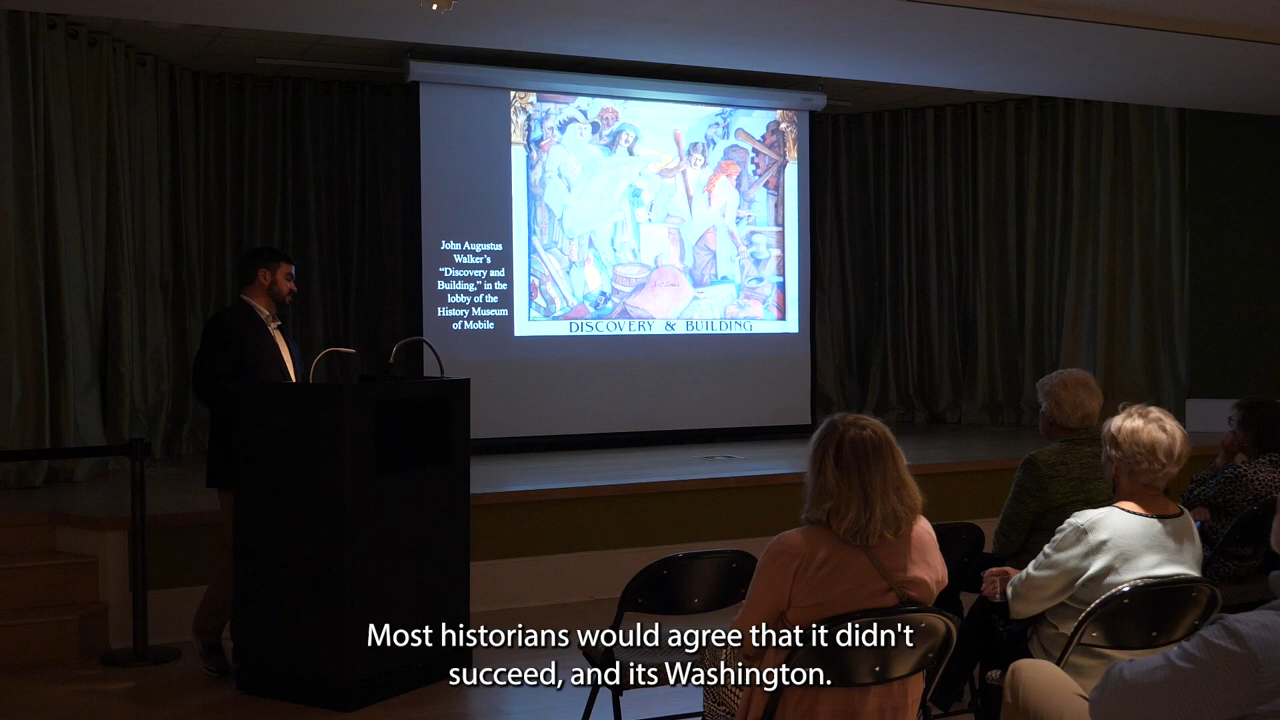 John Augustus
Walker's
"Discovery and
Building," in the
lobby of the
History Museum
of Mobile
DISCOVERY & BUILDING
Most historians would agree that it didn't
succeed, and its Washington.